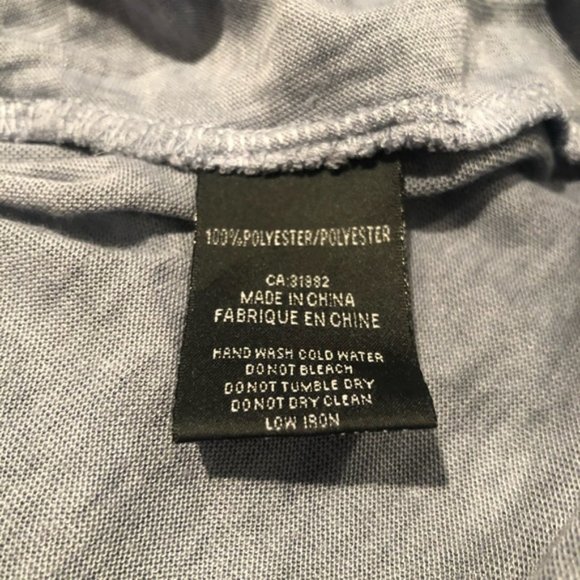 100%POLYESTER/POLYESTER
CA:31882
MADE IN CHINA
FABRIQUE EN CHINE
HAND WASH COLD WATER
DO NOT BLEACH
DO NOT TUMBLE DRY
DO NOT DRY CLEAN
LOW IRON